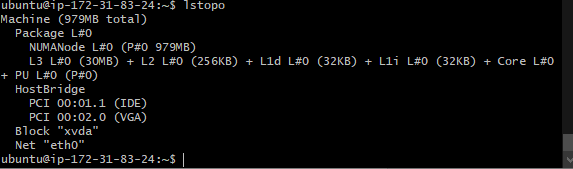 ubuntu@ip-172-31-83-24:~$ lstopo
Machine (979MB total)
Package L#0
NUMANode L#0 (P#0 979MB)
L3 L#0 (30MB) + L2 L#0 (256KB) + L1d L#0 (32KB) + L1i L#0 (32KB) + Core L#0
+ PU L#0 (P#0)
HostBridge
PCI 00:01.1 (IDE)
PCI 00:02.0 (VGA)
Block "xvda"
Net "eth0"
ubuntu@ip-172-31-83-24:~$